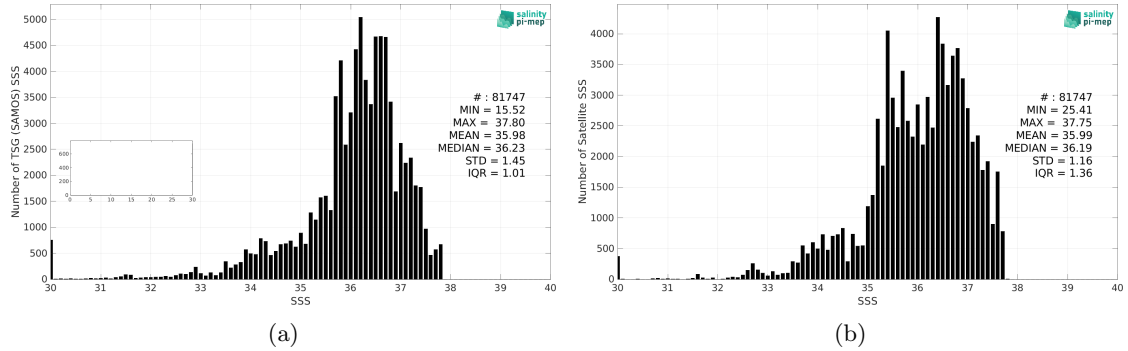 salinity
pi-mep
5000
4500
4000
3500
3000
2500
2000
1500
1000
500
0
Number of TSG (SAMOS) SSS
# : 81747
MIN = 15.52
MAX = 37.80
MEAN = 35.98
MEDIAN = 36.23
STD = 1.45
IQR = 1.01
600
400
200
0
0 5 10 15 20 25 30
30 31 32 33 34 35 36 37 38 39 40
SSS
(a)
salinity
pi-mep
4000
3500
3000
2500
2000
1500
1000
500
0
Number of Satellite SSS
# : 81747
MIN = 25.41
MAX = 37.75
MEAN = 35.99
MEDIAN = 36.19
STD = 1.16
IQR = 1.36
30 31 32 33 34 35 36 37 38 39 40
SSS
(b)